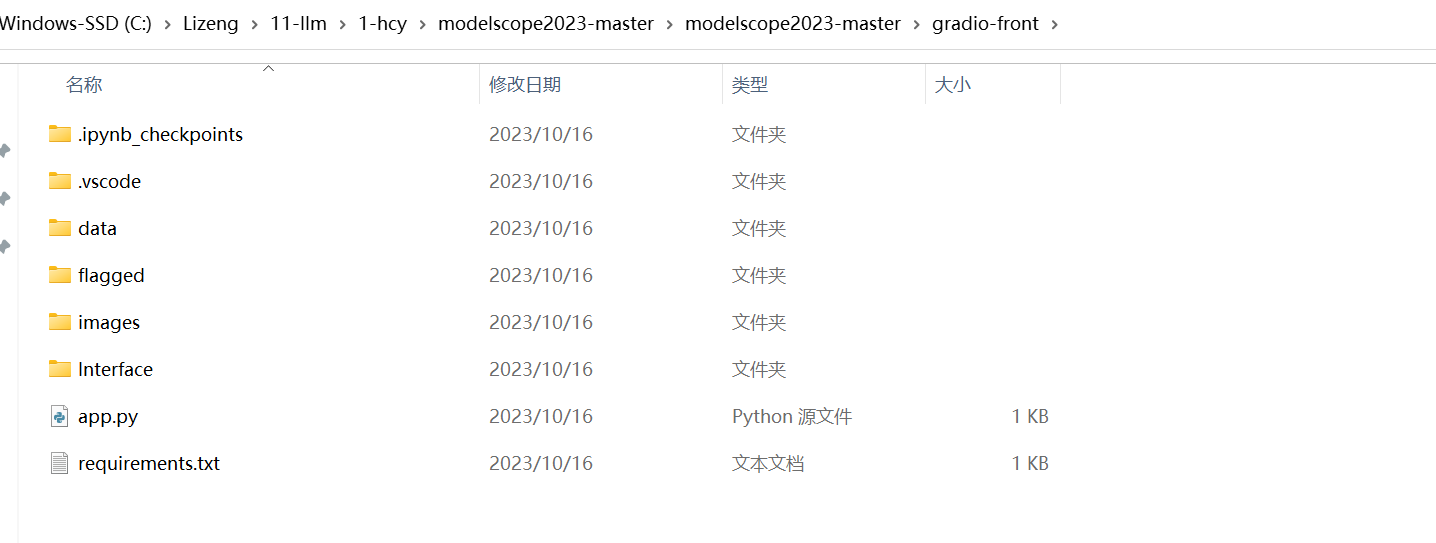 Windows-SSD (C:) › Lizeng › 11-llm › 1-hcy › modelscope2023-master › modelscope2023-master › gradio-front ›
名称 修改日期 类型 大小
.ipynb_checkpoints 2023/10/16 文件夹
.vscode 2023/10/16 文件夹
data 2023/10/16 文件夹
flagged 2023/10/16 文件夹
images 2023/10/16 文件夹
Interface 2023/10/16 文件夹
app.py 2023/10/16 Python 源文件 1 KB
requirements.txt 2023/10/16 文本文档 1 KB